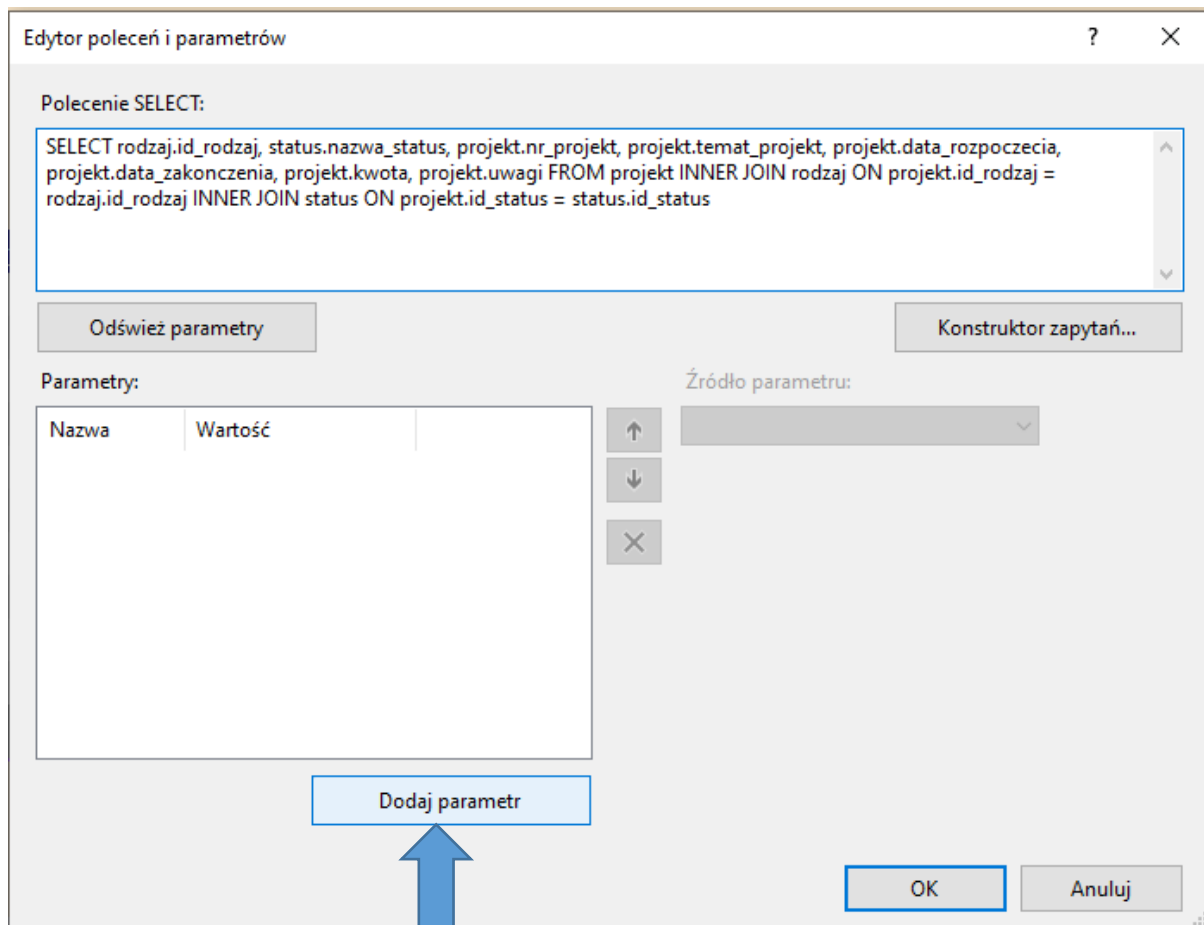 Edytor poleceń i parametrów
?
Polecenie SELECT:
SELECT rodzaj.id_rodzaj, status.nazwa_status, projekt.nr_projekt, projekt.temat_projekt, projekt.data_rozpoczecia,
projekt.data_zakonczenia, projekt.kwota, projekt.uwagi FROM projekt INNER JOIN rodzaj ON projekt.id_rodzaj =
rodzaj.id_rodzaj INNER JOIN status ON projekt.id_status = status.id_status
Odśwież parametry
Konstruktor zapytań...
Parametry:
Źródło parametru:
Nazwa Wartość
Dodaj parametr
OK
Anuluj